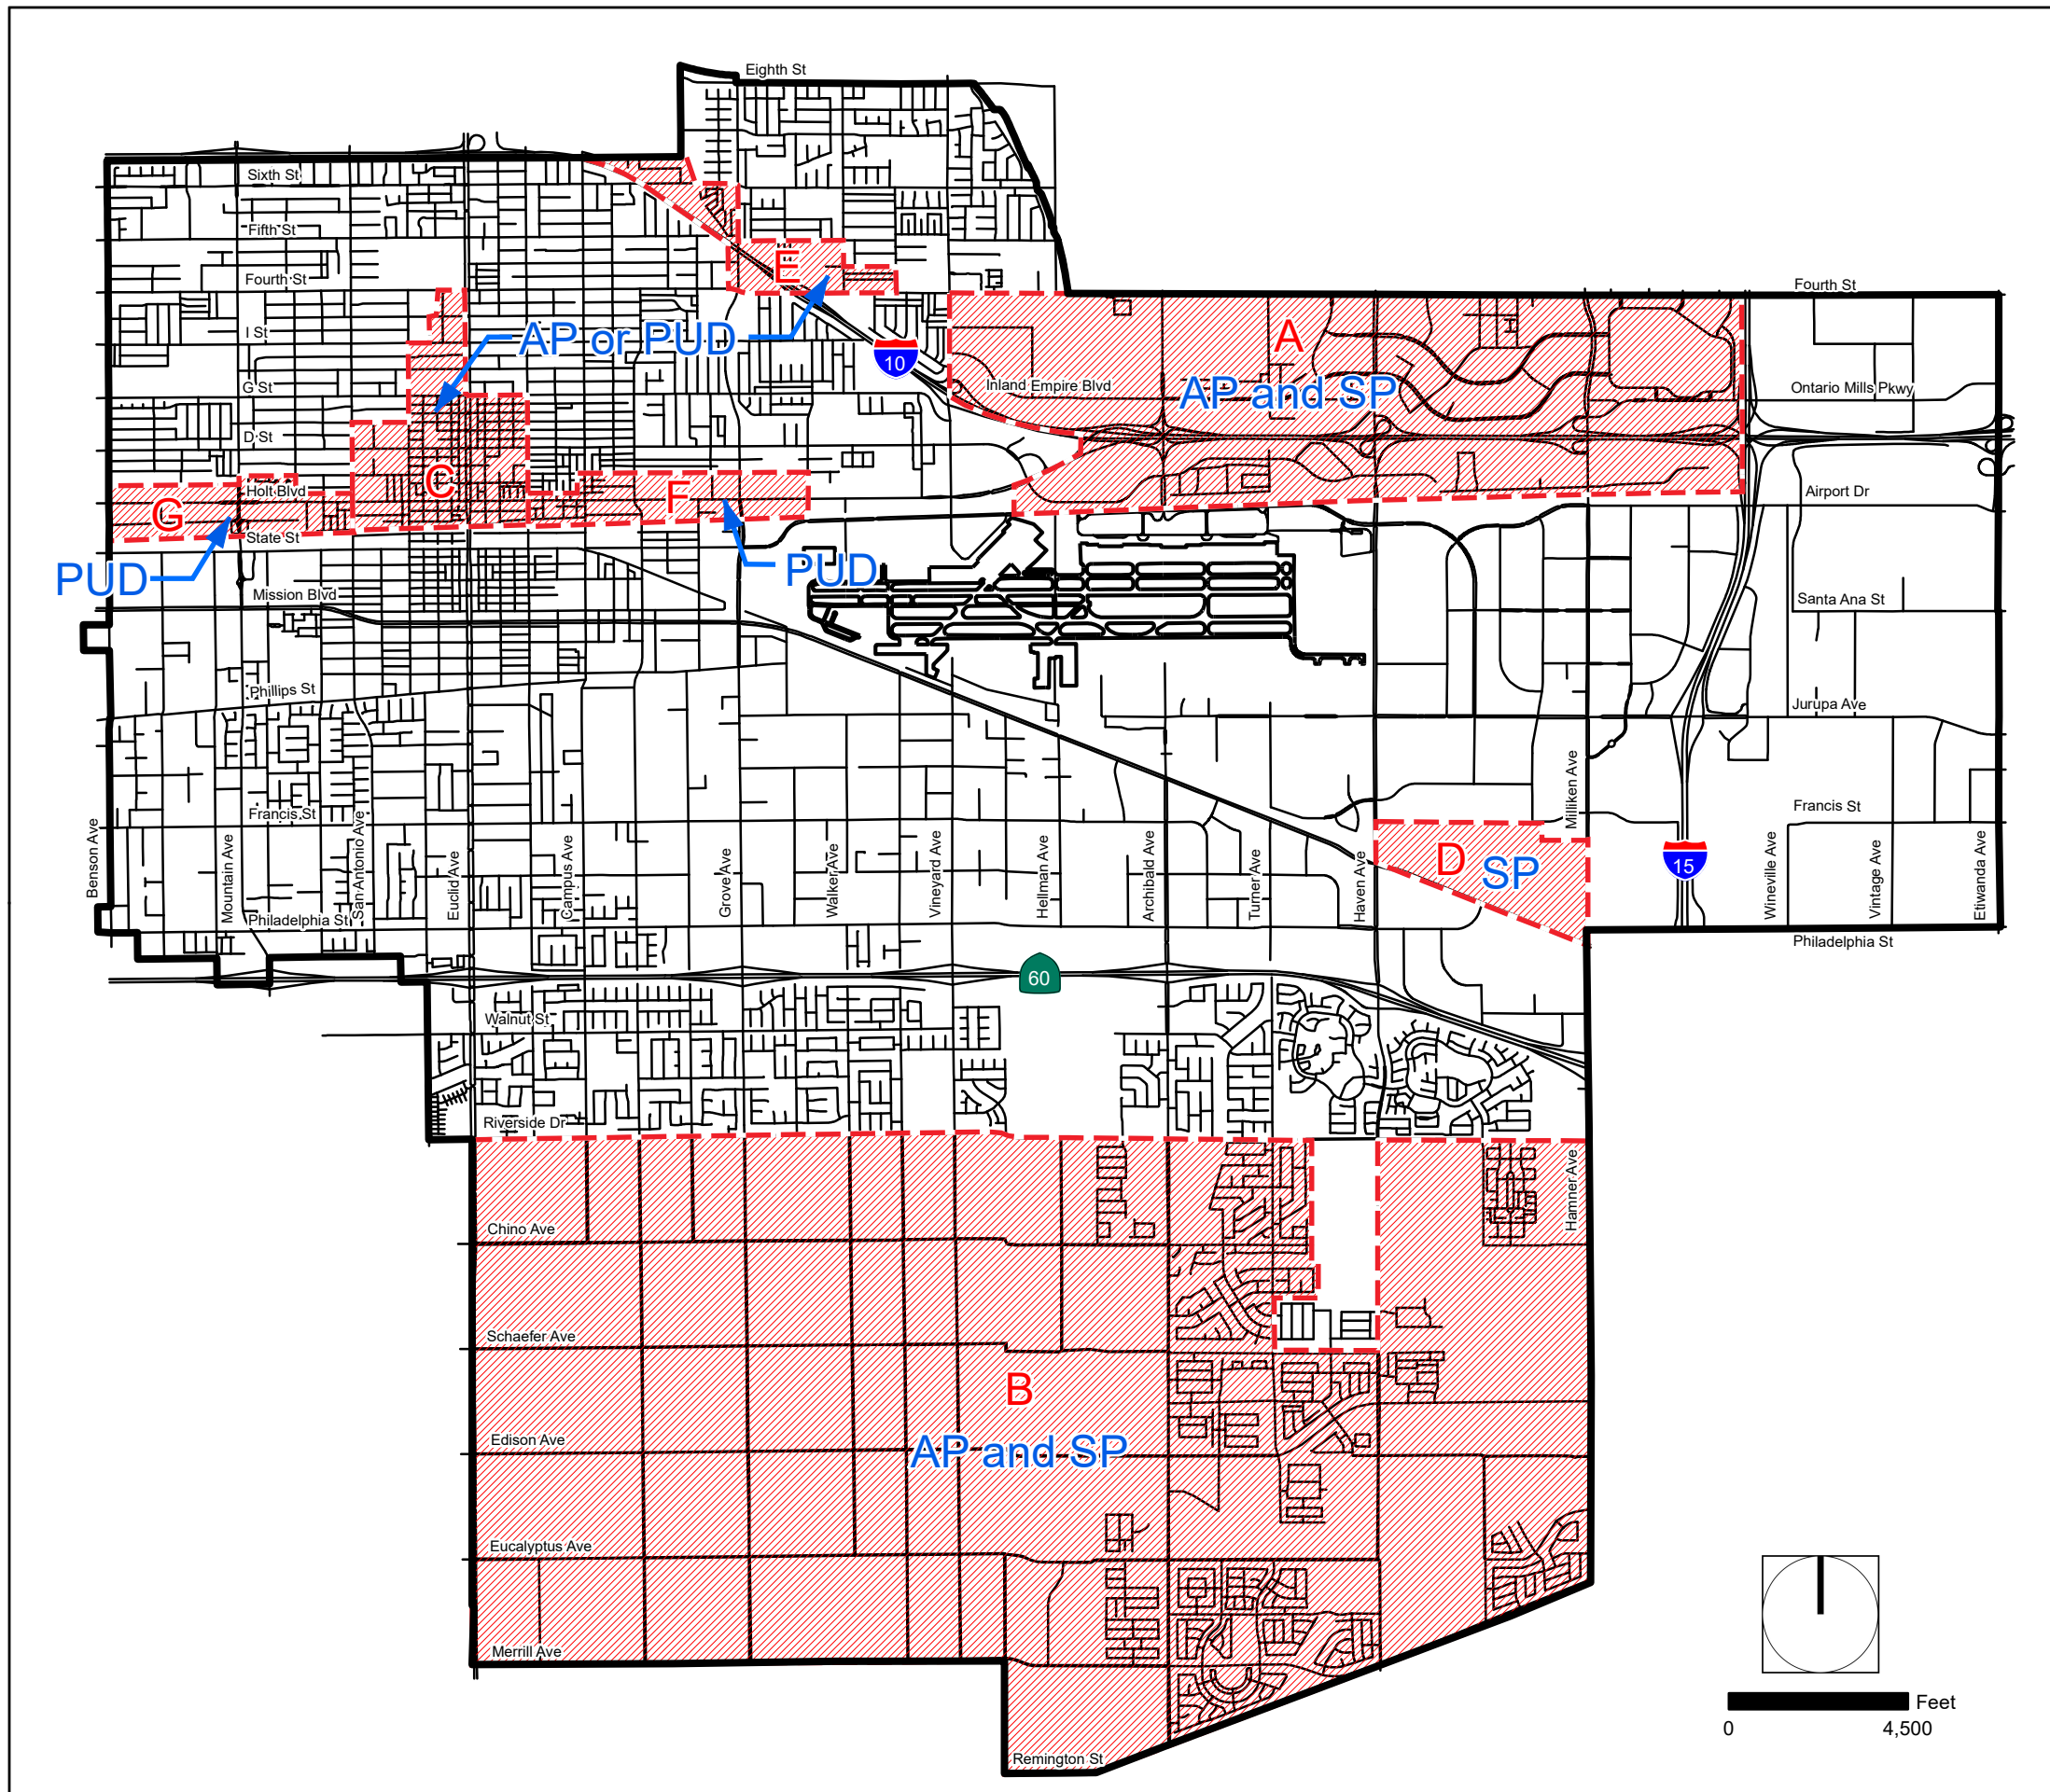 Eighth St
Sixth St
Fifth St
Fourth St
Fourth St
E
I St
AP or PUD
A
10
G St
Inland Empire Blvd
AP and SP
Ontario Mills Pkwy
D St
Holt Blvd
C
F
G
Airport Dr
State St
PUD
PUD
Mission Blvd
Santa Ana St
Phillips St
Jurupa Ave
Francis St
Francis St
Benson Ave
Mountain Ave
San Antonio Ave
Euclid Ave
Campus Ave
Grove Ave
Walker Ave
Vineyard Ave
Hellman Ave
Archibald Ave
Turner Ave
Haven Ave
Milliken Ave
D
SP
15
Wineville Ave
Vintage Ave
Etiwanda Ave
Philadelphia St
Philadelphia St
60
Walnut St
Riverside Dr
Hamner Ave
Chino Ave
Schaefer Ave
B
Edison Ave
AP and SP
Eucalyptus Ave
Merrill Ave
Remington St
Feet
0
4,500